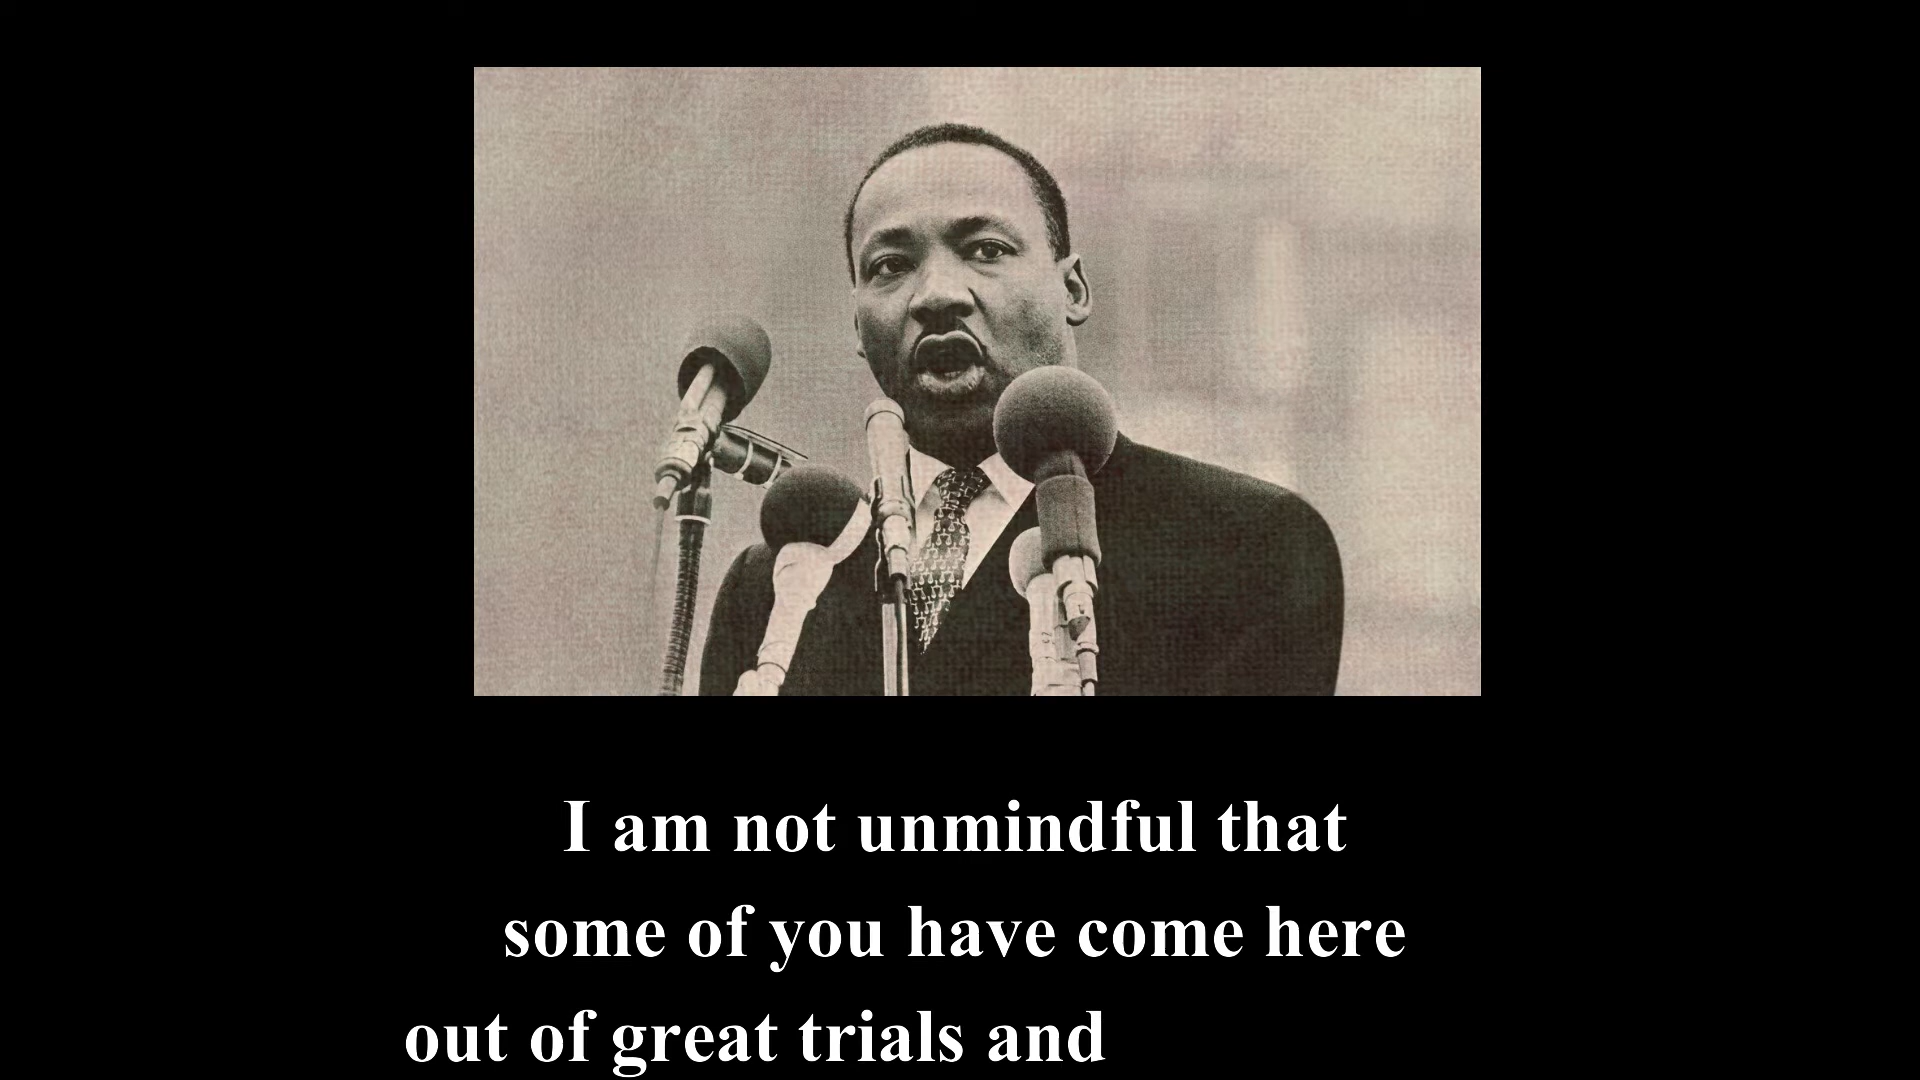 I am not unmindful that
some of you have come here
out of great trials and